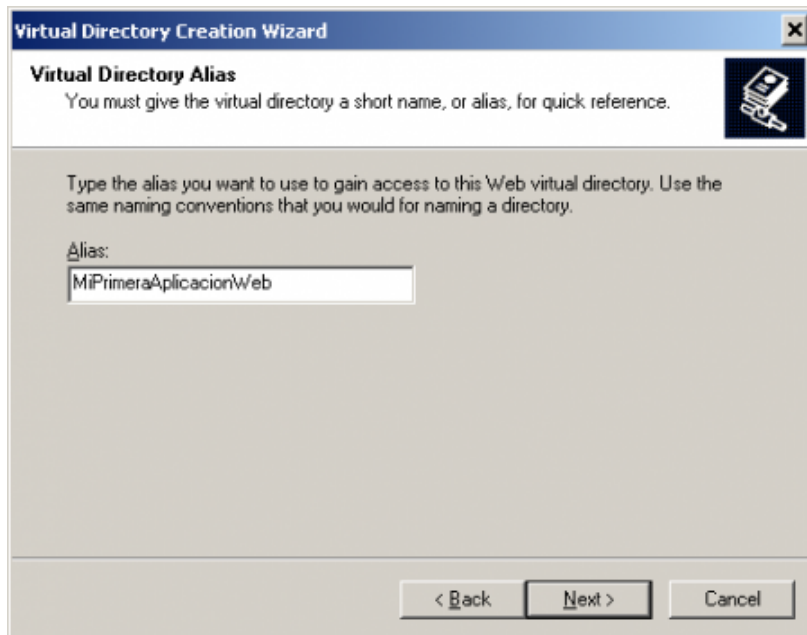 Virtual Directory Creation Wizard
Virtual Directory Alias
You must give the virtual directory a short name, or alias, for quick reference.
Type the alias you want to use to gain access to this Web virtual directory. Use the
same naming conventions that you would for naming a directory.
Alias:
MiPrimeraAplicacionWeb
< Back Next > Cancel